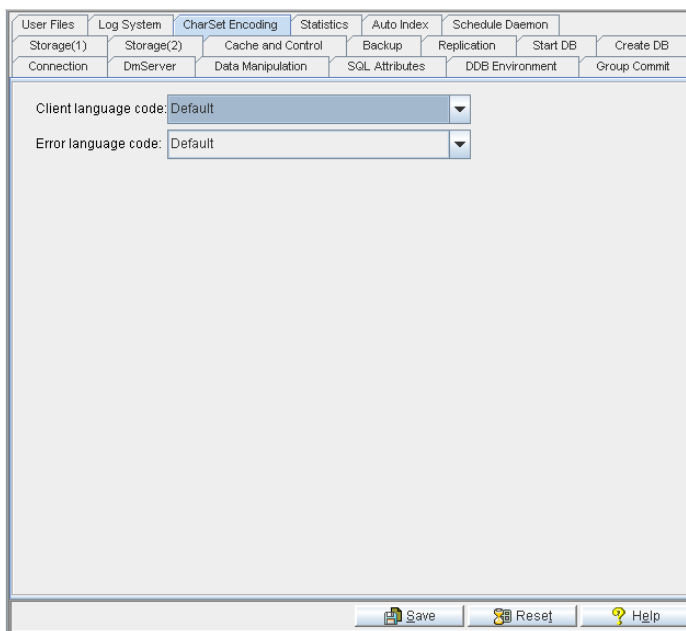 User Files Log System CharSet Encoding Statistics Auto Index Schedule Daemon
Storage(1) Storage(2) Cache and Control Backup Replication Start DB Create DB
Connection DmServer Data Manipulation SQL Attributes DDB Environment Group Commit
Client language code: Default
Error language code: Default
Save Reset Help